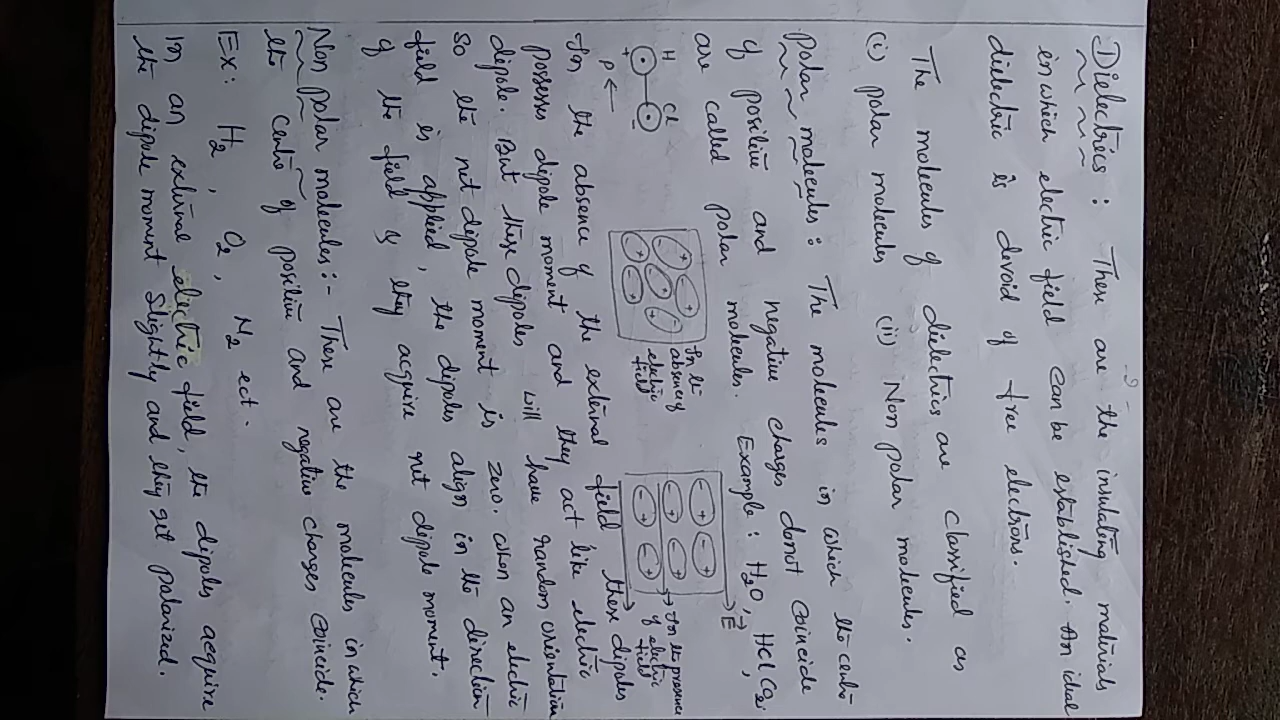 -9-
Dielectrics : These are the insulating materials
in which electric field can be established. An ideal
dielectric is devoid of free electrons.
The molecules of dielectrics are classified as
(i) polar molecules (ii) Non polar molecules.
Polar molecules : The molecules in which the centre
of positive and negative charges donot coincide
are called polar molecules. Example : H2O, HCl,
H Cl
+ -
P ←
In the
absence of
electric
field
→ E
In the presence
of electric
field
In the absence of the external field these dipoles
possess dipole moment and they act like electric
dipole. But these dipoles will have random orientation
so the net dipole moment is zero. when an electric
field is applied, the dipoles align in the direction
of the field & they acquire net dipole moment.
Non polar molecules :- These are the molecules in which
the centre of positive and negative charges coincide.
Ex: H2, O2, N2 ect.
In an external electric field, the dipoles acquire
the dipole moment slightly and they get polarized.